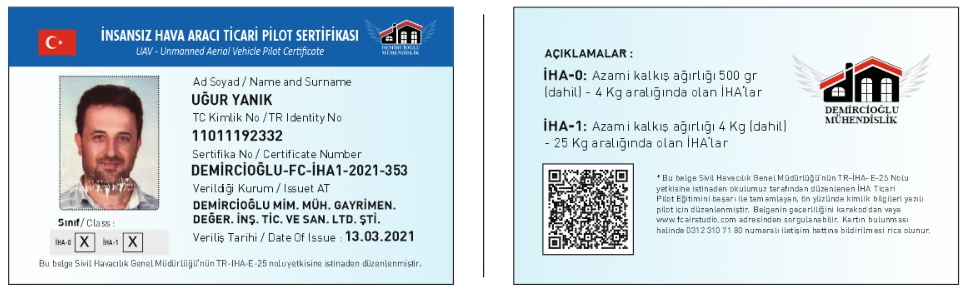 İNSANSIZ HAVA ARACI TİCARİ PİLOT SERTİFİKASI
UAV - Unmanned Aerial Vehicle Pilot Certificate
DEMİRCİOĞLU
MÜHENDİSLİK
Ad Soyad / Name and Surname
UĞUR YANIK
TC Kimlik No / TR Identity No
11011192332
Sertifika No / Certificate Number
DEMİRCİOĞLU-FC-İHA1-2021-353
Verildiği Kurum / Issuet AT
DEMİRCİOĞLU MİM. MÜH. GAYRİMEN.
DEĞER. İNŞ. TİC. VE SAN. LTD. ŞTİ.
Veriliş Tarihi / Date Of Issue : 13.03.2021
Sınıf/ Class :
İHA-0 X İHA-1 X
Bu belge Sivil Havacılık Genel Müdürlüğü'nün TR-IHA-E-25 nolu yetkisine istinaden düzenlenmiştir.
AÇIKLAMALAR :
İHA-0: Azami kalkış ağırlığı 500 gr
(dahil) - 4 Kg aralığında olan İHA'lar
İHA-1: Azami kalkış ağırlığı 4 Kg (dahil)
- 25 Kg aralığında olan İHA'lar
DEMİRCİOĞLU
MÜHENDİSLİK
* Bu belge Sivil Havacılık Genel Müdürlüğü'nün TR-İHA- E-25 Nolu
yetkisine istinaden okulumuz tarafından düzenlenen İHA Ticari
Pilot Eğitimini başarı ile tamamlayan, ön yüzünde kimlik bilgileri yazılı
pilot için düzenlenmiştir. Belgenin geçerliliğini karekoddan veya
www.fcairstudio.com adresinden sorgulanabilir. Kartın bulunması
halinde 0312 310 71 80 numaralı iletişim hattına bildirilmesi rica olunur.